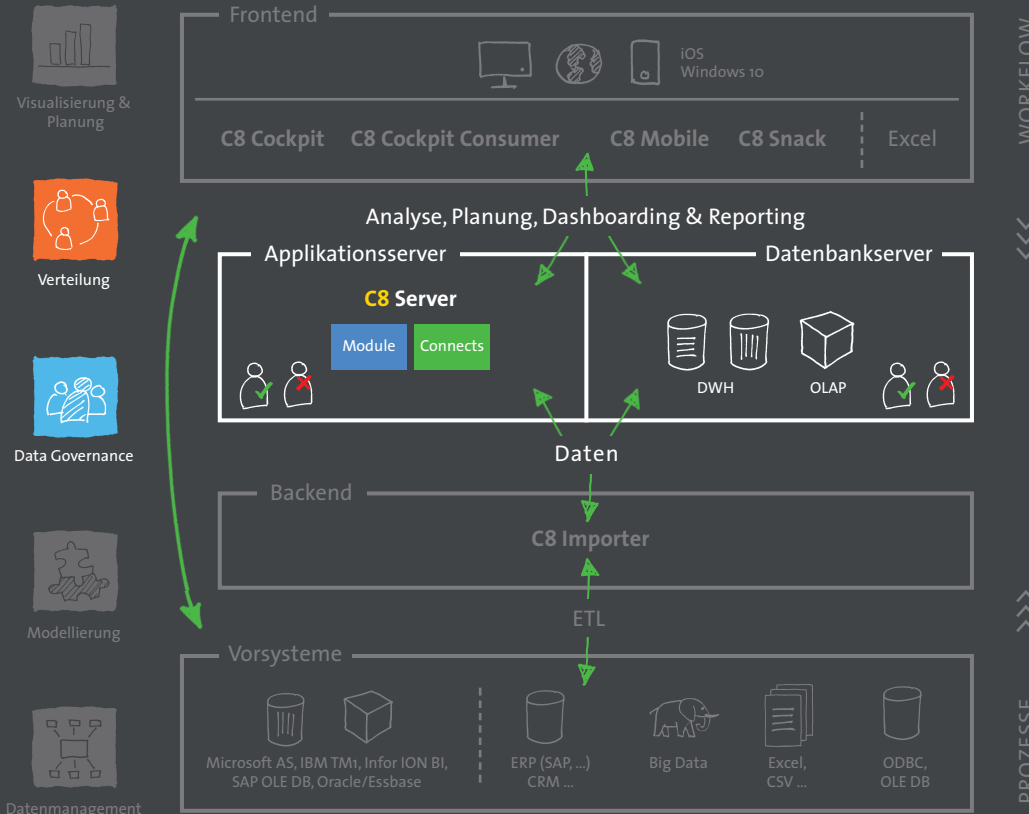 Frontend
iOS
Windows 10
Visualisierung &
Planung
WORKFLOW
C8 Cockpit C8 Cockpit Consumer C8 Mobile C8 Snack Excel
Analyse, Planung, Dashboarding & Reporting
Verteilung
Applikationsserver
Datenbankserver
C8 Server
Module
Connects
DWH
OLAP
Data Governance
Daten
Backend
C8 Importer
ETL
Modellierung
Vorsysteme
Microsoft AS, IBM TM1, Infor ION BI,
SAP OLE DB, Oracle/Essbase
ERP (SAP, ...)
CRM ...
Big Data
Excel,
CSV ...
ODBC,
OLE DB
PROZESSE
Datenmanagement